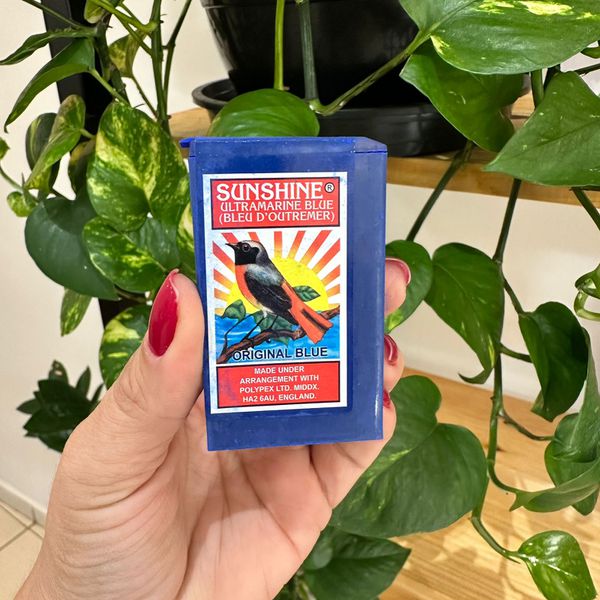 SUNSHINE®
ULTRAMARINE BLUE
(BLEU D'OUTREMER)
ORIGINAL BLUE
MADE UNDER
ARRANGEMENT WITH
POLYPEX LTD. MIDDX.
HA2 6AU, ENGLAND.